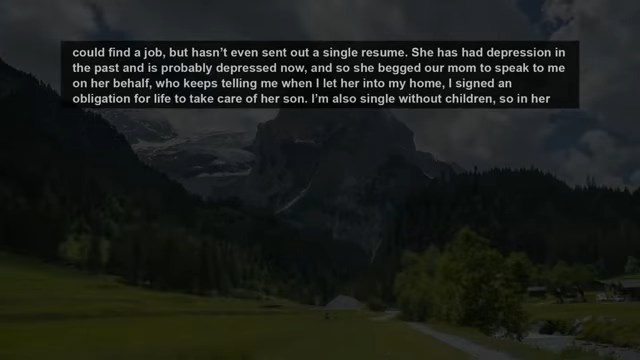 could find a job, but hasn’t even sent out a single resume. She has had depression in
the past and is probably depressed now, and so she begged our mom to speak to me
on her behalf, who keeps telling me when I let her into my home, I signed an
obligation for life to take care of her son. I’m also single without children, so in her